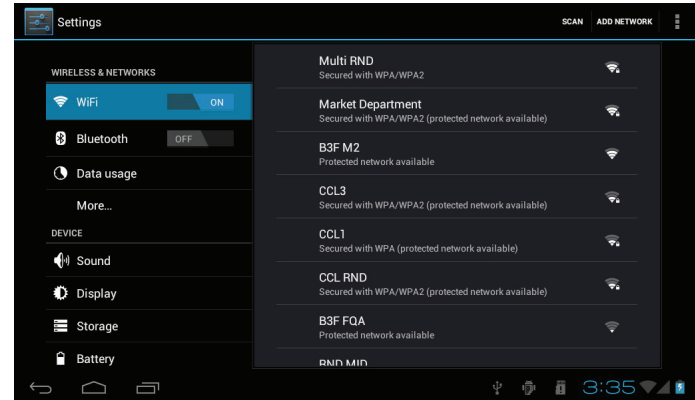 Settings
SCAN
ADD NETWORK
WIRELESS & NETWORKS
WiFi
ON
Bluetooth
OFF
Data usage
More...
DEVICE
Sound
Display
Storage
Battery
Multi RND
Secured with WPA/WPA2
Market Department
Secured with WPA/WPA2 (protected network available)
B3F M2
Protected network available
CCL3
Secured with WPA/WPA2 (protected network available)
CCL1
Secured with WPA (protected network available)
CCL RND
Secured with WPA/WPA2 (protected network available)
B3F FQA
Protected network available
RND MID
3:35